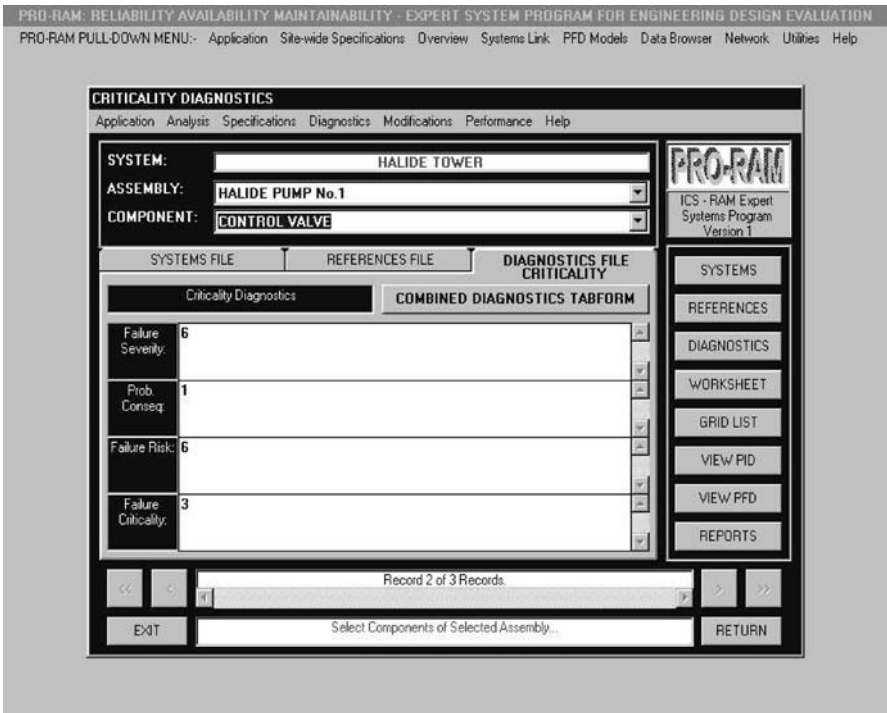 PRO-RAM: RELIABILITY AVAILABILITY MAINTAINABILITY - EXPERT SYSTEM PROGRAM FOR ENGINEERING DESIGN EVALUATION
PRO-RAM PULL-DOWN MENU:- Application Site-wide Specifications Overview Systems Link PFD Models Data Browser Network Utilities Help
CRITICALITY DIAGNOSTICS
Application Analysis Specifications Diagnostics Modifications Performance Help
SYSTEM: HALIDE TOWER
ASSEMBLY: HALIDE PUMP No.1
COMPONENT: CONTROL VALVE
PRO-RAM
ICS - RAM Expert
Systems Program
Version 1
SYSTEMS FILE REFERENCES FILE DIAGNOSTICS FILE
CRITICALITY
Criticality Diagnostics COMBINED DIAGNOSTICS TABFORM
Failure 6
Severity:
Prob. 1
Conseq:
Failure Risk: 6
Failure 3
Criticality:
SYSTEMS
REFERENCES
DIAGNOSTICS
WORKSHEET
GRID LIST
VIEW PID
VIEW PFD
REPORTS
<< < Record 2 of 3 Records. > >>
EXIT Select Components of Selected Assembly... RETURN